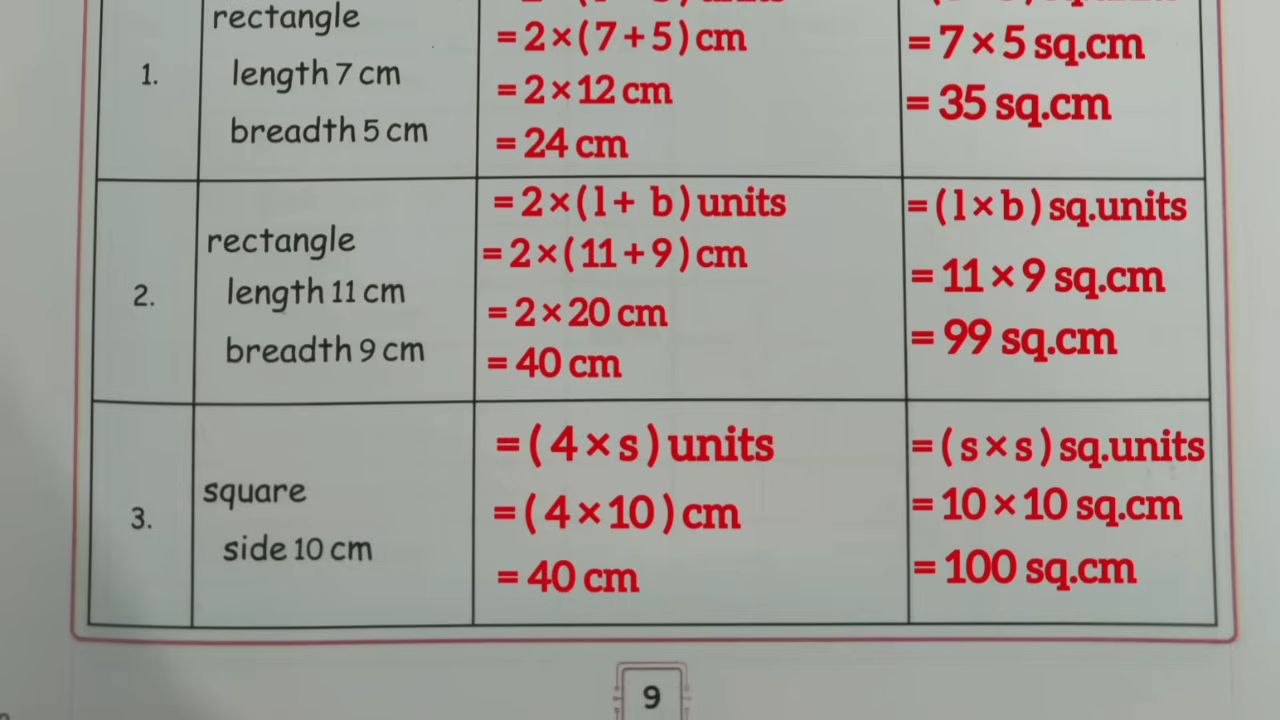 rectangle
= 2 × ( 7 + 5 ) cm
= 7 × 5 sq.cm
1.
length 7 cm
= 2 × 12 cm
= 35 sq.cm
breadth 5 cm
= 24 cm
= 2 × ( l + b ) units
= ( l × b ) sq.units
rectangle
= 2 × ( 11 + 9 ) cm
= 11 × 9 sq.cm
2.
length 11 cm
= 2 × 20 cm
= 99 sq.cm
breadth 9 cm
= 40 cm
= ( 4 × s ) units
= ( s × s ) sq.units
square
= ( 4 × 10 ) cm
= 10 × 10 sq.cm
3.
side 10 cm
= 40 cm
= 100 sq.cm
9